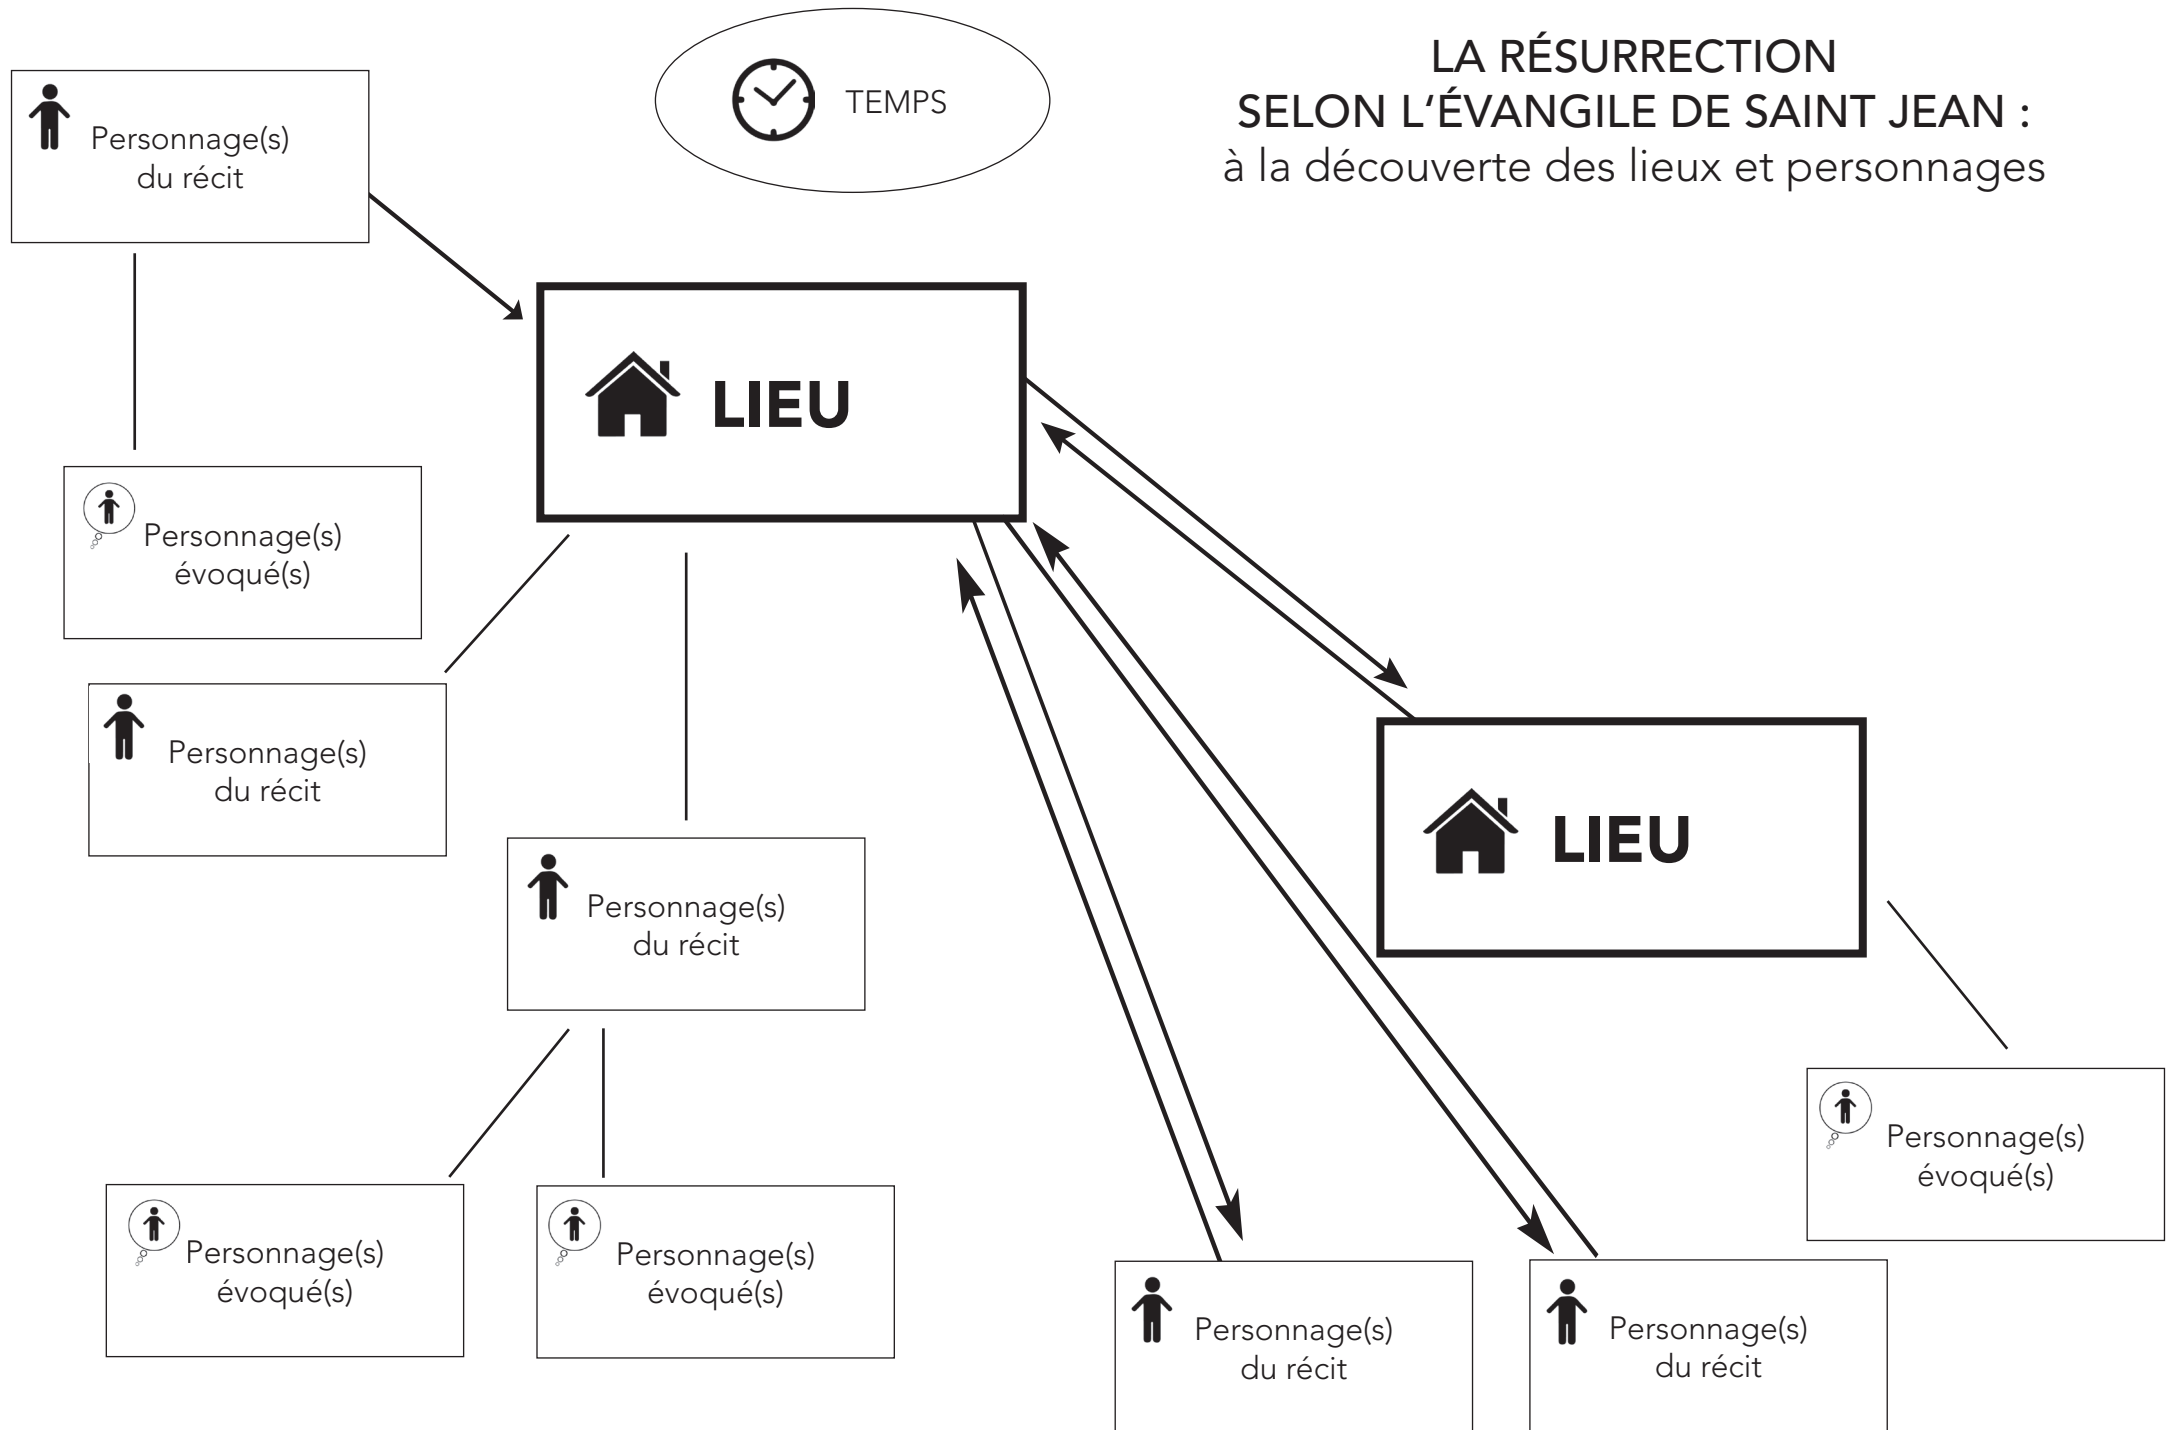 LA RÉSURRECTION
SELON L‘ÉVANGILE DE SAINT JEAN :
à la découverte des lieux et personnages
TEMPS
Personnage(s)
du récit
LIEU
Personnage(s)
évoqué(s)
Personnage(s)
du récit
LIEU
Personnage(s)
du récit
Personnage(s)
évoqué(s)
Personnage(s)
évoqué(s)
Personnage(s)
évoqué(s)
Personnage(s)
du récit
Personnage(s)
du récit